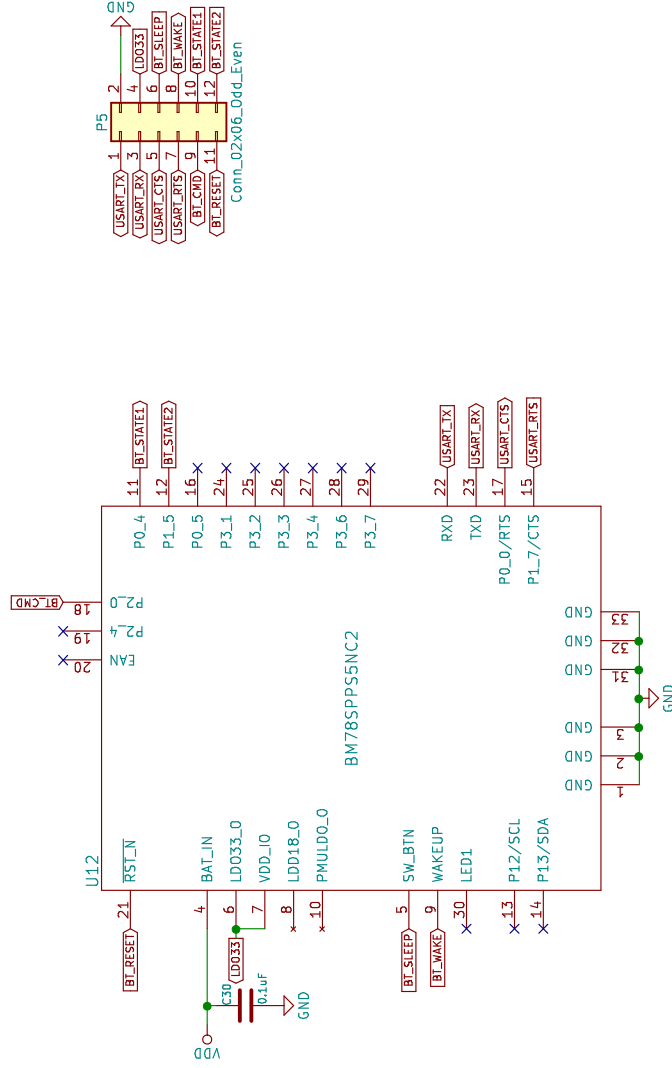 GND
LDO33
BT_SLEEP
BT_WAKE
BT_STATE1
BT_STATE2
2
4
6
8
10
12
P5
Conn_02x06_Odd_Even
1
3
5
7
9
11
USART_TX
USART_RX
USART_CTS
USART_RTS
BT_CMD
BT_RESET
BT_STATE1
BT_STATE2
USART_TX
USART_RX
USART_CTS
USART_RTS
11
12
16
24
25
26
27
28
29
22
23
17
15
P0_4
P1_5
P0_5
P3_1
P3_2
P3_3
P3_4
P3_6
P3_7
RXD
TXD
P0_0/RTS
P1_7/CTS
BT_CMD
18
P2_0
19
P2_4
20
EAN
BM78SPPS5NC2
GND
33
GND
32
GND
31
GND
3
GND
2
GND
1
GND
U12
RST_N
BAT_IN
LDO33_O
VDD_IO
LDD18_O
PMULDO_O
SW_BTN
WAKEUP
LED1
P12/SCL
P13/SDA
21
4
6
7
8
10
5
9
30
13
14
BT_RESET
LDO33
BT_SLEEP
BT_WAKE
C30
0.1uF
GND
VDD